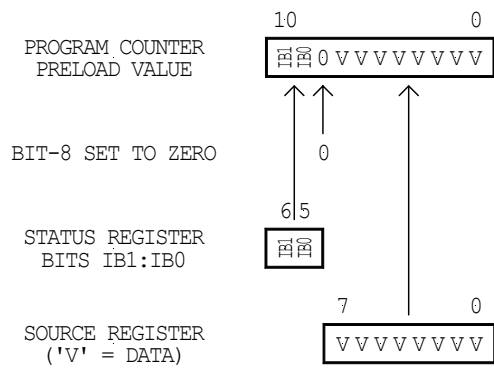 10 0
PROGRAM COUNTER
PRELOAD VALUE
IB1 IB0 0 V V V V V V V V
BIT-8 SET TO ZERO 0
6 5
STATUS REGISTER
BITS IB1:IB0
IB1 IB0
7 0
SOURCE REGISTER
('V' = DATA)
V V V V V V V V